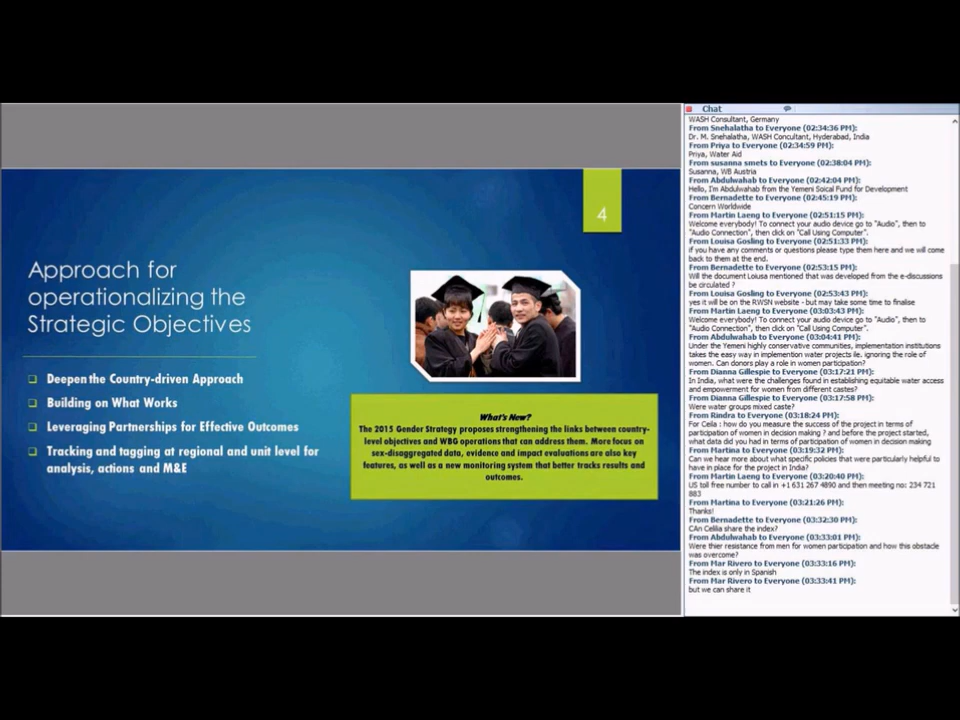 4
Approach for
operationalizing the
Strategic Objectives
Deepen the Country-driven Approach
Building on What Works
Leveraging Partnerships for Effective Outcomes
Tracking and tagging at regional and unit level for
analysis, actions and M&E
What's New?
The 2015 Gender Strategy proposes strengthening the links between country-
level objectives and WBG operations that can address them. More focus on
sex-disaggregated data, evidence and impact evaluations are also key
features, as well as a new monitoring system that better tracks results and
outcomes.
Chat
WASH Consultant, Germany
From Snehalatha to Everyone (02:34:36 PM):
Dr. M. Snehalatha, WASH Concultant, Hyderabad, India
From Priya to Everyone (02:34:59 PM):
Priya, Water Aid
From susanna smets to Everyone (02:38:04 PM):
Susanna, WB Austria
From Abdulwahab to Everyone (02:42:04 PM):
Hello, I'm Abdulwahab from the Yemeni Soical Fund for Development
From Bernadette to Everyone (02:45:19 PM):
Concern Worldwide
From Martin Laeng to Everyone (02:51:15 PM):
Welcome everybody! To connect your audio device go to "Audio", then to
"Audio Connection", then click on "Call Using Computer".
From Louisa Gosling to Everyone (02:51:33 PM):
if you have any comments or questions please type them here and we will come
back to them at the end.
From Bernadette to Everyone (02:53:15 PM):
Will the document Loiusa mentioned that was developed from the e-discussions
be circulated ?
From Louisa Gosling to Everyone (02:53:43 PM):
yes it will be on the RWSN website - but may take some time to finalise
From Martin Laeng to Everyone (03:03:43 PM):
Welcome everybody! To connect your audio device go to "Audio", then to
"Audio Connection", then click on "Call Using Computer".
From Abdulwahab to Everyone (03:04:41 PM):
Under the Yemeni highly conservative communities, implementation institutions
takes the easy way in implemention water projects ie. ignoring the role of
women. Can donors play a role in women participation?
From Dianna Gillespie to Everyone (03:17:21 PM):
In India, what were the challenges found in establishing equitable water access
and empowerment for women from different castes?
From Dianna Gillespie to Everyone (03:17:58 PM):
Were water groups mixed caste?
From Rindra to Everyone (03:18:24 PM):
For Celia : how do you measure the success of the project in terms of
participation of women in decision making ? and before the project started,
what data did you had in terms of participation of women in decision making
From Martina to Everyone (03:19:32 PM):
Can we hear more about what specific policies that were particularly helpful to
have in place for the project in India?
From Martin Laeng to Everyone (03:20:40 PM):
US toll free number to call in +1 631 267 4890 and then meeting no: 234 721
883
From Martina to Everyone (03:21:26 PM):
Thanks!
From Bernadette to Everyone (03:32:30 PM):
CAn Celilia share the index?
From Abdulwahab to Everyone (03:33:01 PM):
Were thier resistance from men for women participation and how this obstacle
was overcome?
From Mar Rivero to Everyone (03:33:16 PM):
The index is only in Spanish
From Mar Rivero to Everyone (03:33:41 PM):
but we can share it